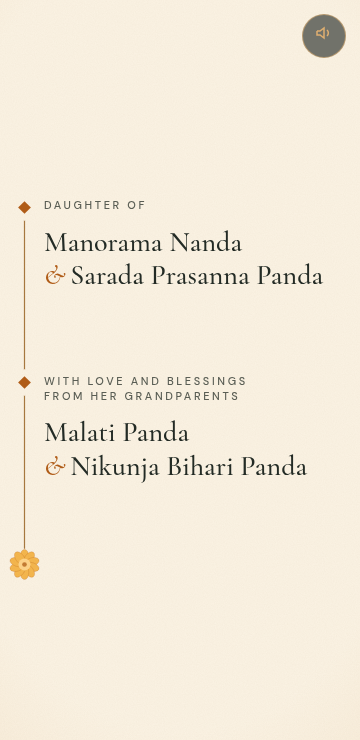 DAUGHTER OF
Manorama Nanda
& Sarada Prasanna Panda
WITH LOVE AND BLESSINGS
FROM HER GRANDPARENTS
Malati Panda
& Nikunja Bihari Panda